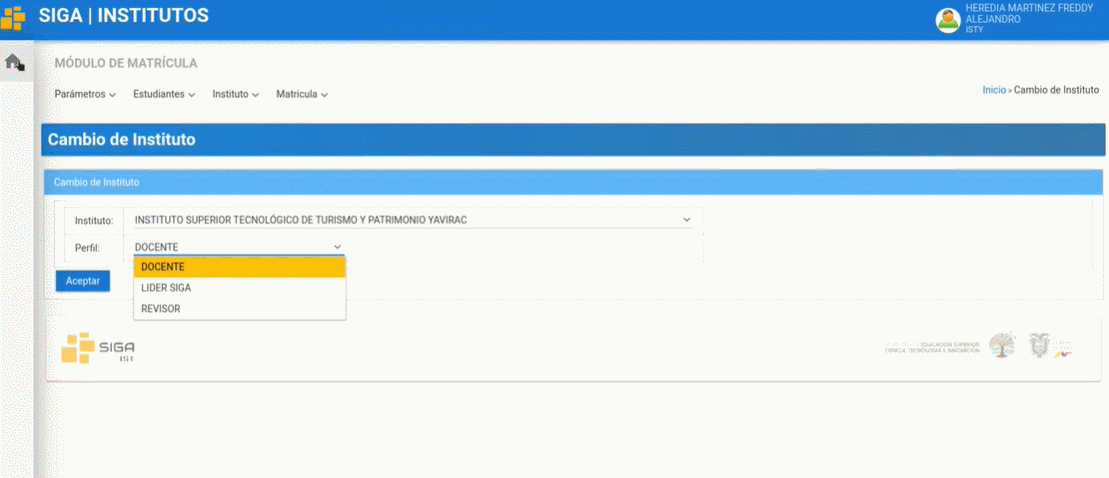 SIGA | INSTITUTOS
HEREDIA MARTINEZ FREDDY
ALEJANDRO
ISTY
MÓDULO DE MATRÍCULA
Parámetros Estudiantes Instituto Matricula
Inicio » Cambio de Instituto
Cambio de Instituto
Cambio de Instituto
Instituto: INSTITUTO SUPERIOR TECNOLÓGICO DE TURISMO Y PATRIMONIO YAVIRAC
Perfil: DOCENTE
DOCENTE
LIDER SIGA
REVISOR
Aceptar
SIGA
IST
EDUCACIÓN SUPERIOR,
CIENCIA, TECNOLOGÍA E INNOVACIÓN